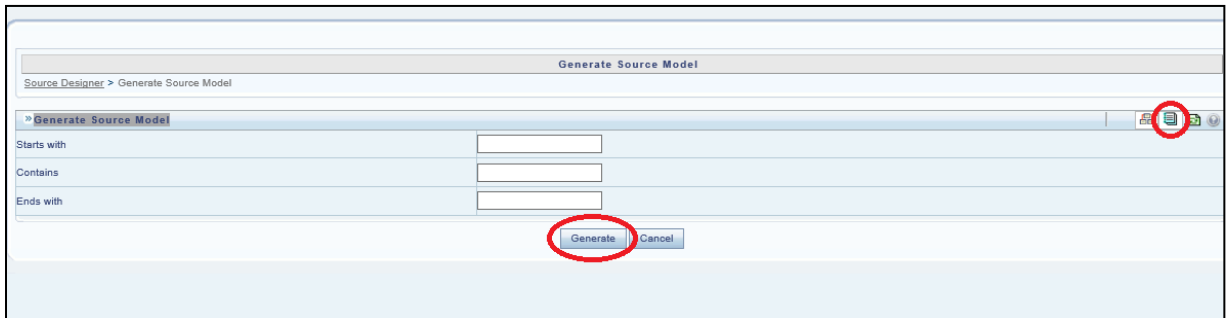 Generate Source Model
Source Designer > Generate Source Model
»Generate Source Model
Starts with
Contains
Ends with
Generate Cancel